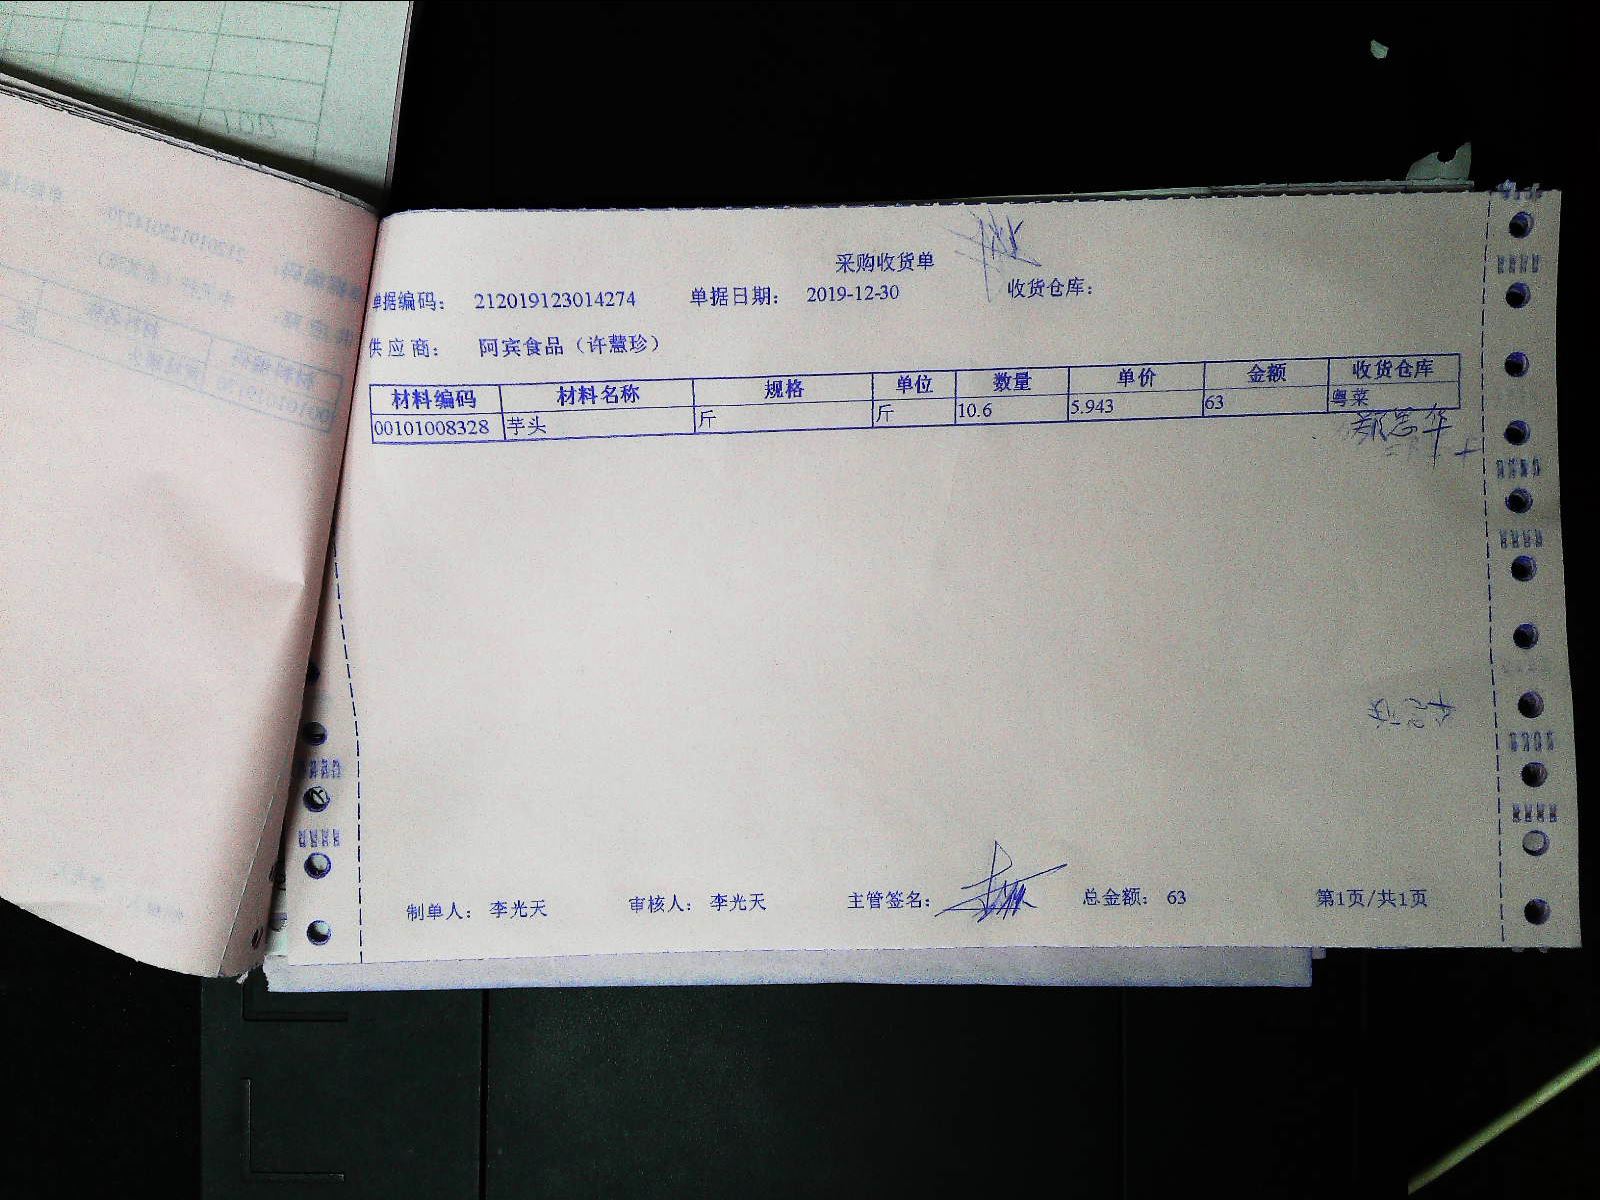 采购收货单
单据编码： 212019123014274 单据日期： 2019-12-30 收货仓库：
供应商： 阿宾食品（许慧珍）
材料编码 材料名称 规格 单位 数量 单价 金额 收货仓库
00101008328 芋头 斤 斤 10.6 5.943 63 粤菜
制单人： 李光天 审核人： 李光天 主管签名： 总金额： 63 第1页/共1页